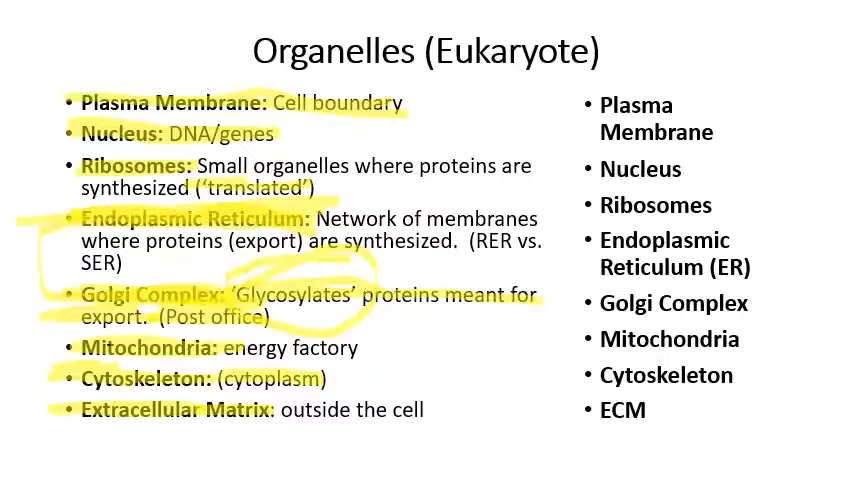 Organelles (Eukaryote)
• Plasma Membrane: Cell boundary
• Nucleus: DNA/genes
• Ribosomes: Small organelles where proteins are
synthesized (‘translated’)
• Endoplasmic Reticulum: Network of membranes
where proteins (export) are synthesized. (RER vs.
SER)
• Golgi Complex: ‘Glycosylates’ proteins meant for
export. (Post office)
• Mitochondria: energy factory
• Cytoskeleton: (cytoplasm)
• Extracellular Matrix: outside the cell
• Plasma
Membrane
• Nucleus
• Ribosomes
• Endoplasmic
Reticulum (ER)
• Golgi Complex
• Mitochondria
• Cytoskeleton
• ECM